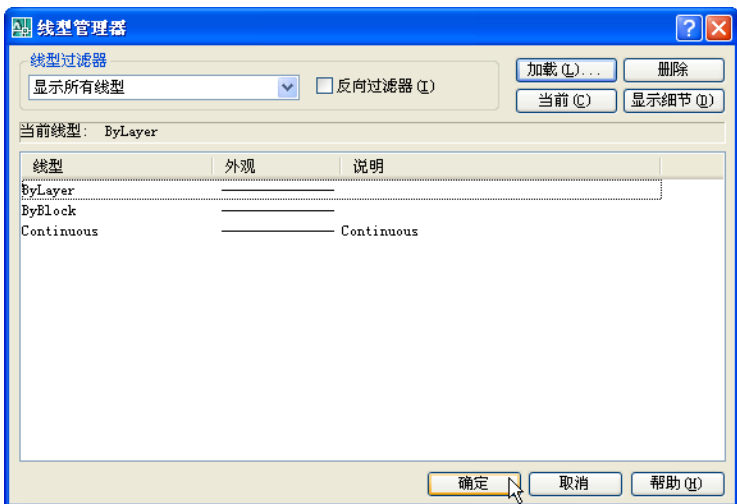 线型管理器
线型过滤器
显示所有线型
反向过滤器(I)
加载(L)...
删除
当前(C)
显示细节(D)
当前线型: ByLayer
线型 外观 说明
ByLayer
ByBlock
Continuous Continuous
确定 取消 帮助(H)